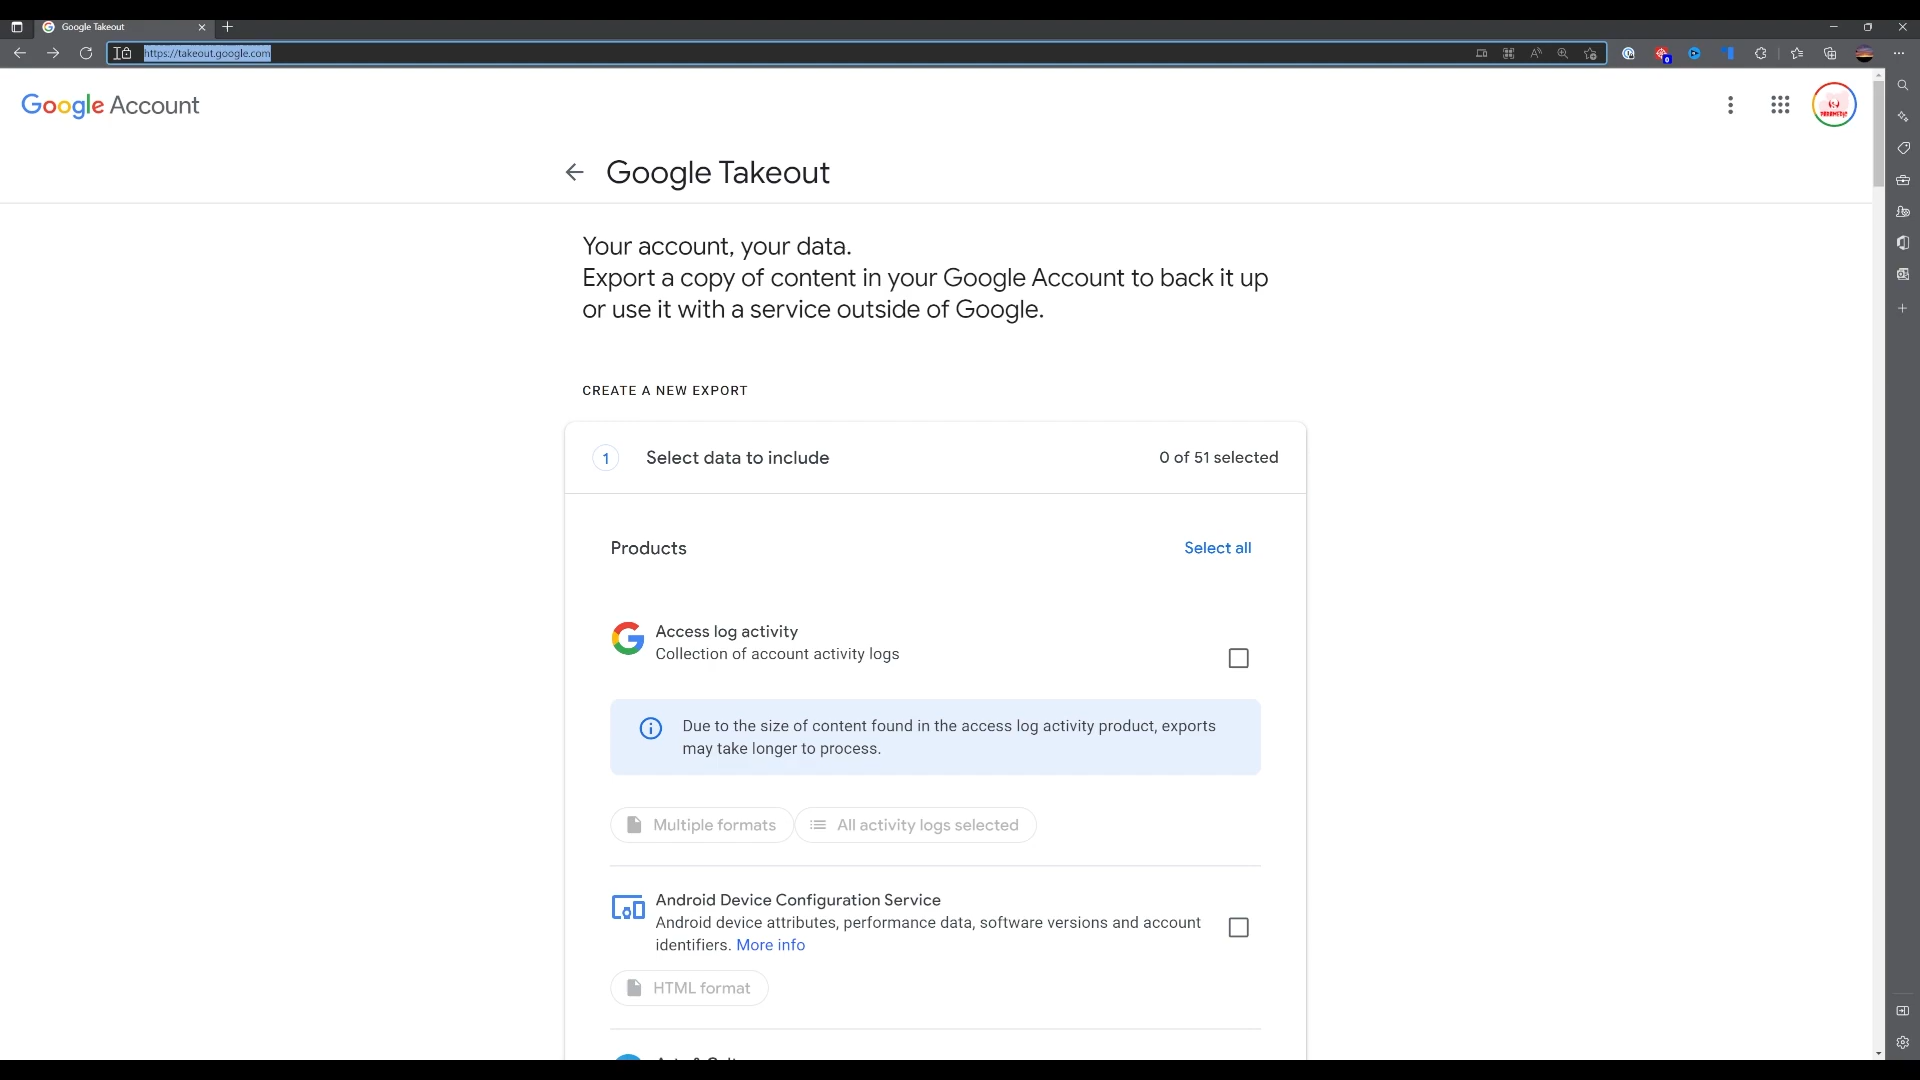 Google Takeout
https://takeout.google.com
Google Account
Google Takeout
Your account, your data.
Export a copy of content in your Google Account to back it up
or use it with a service outside of Google.
CREATE A NEW EXPORT
1 Select data to include 0 of 51 selected
Products Select all
Access log activity
Collection of account activity logs
Due to the size of content found in the access log activity product, exports
may take longer to process.
Multiple formats All activity logs selected
Android Device Configuration Service
Android device attributes, performance data, software versions and account
identifiers. More info
HTML format